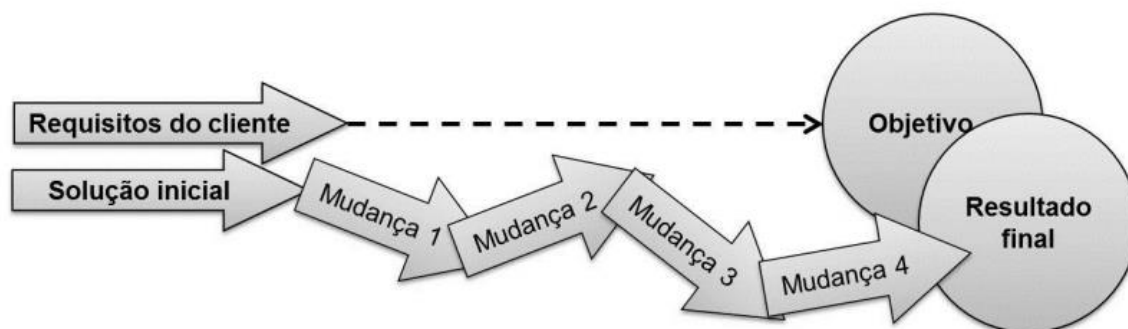 Requisitos do cliente
Objetivo
Solução inicial
Mudança 1
Mudança 2
Mudança 3
Mudança 4
Resultado
final